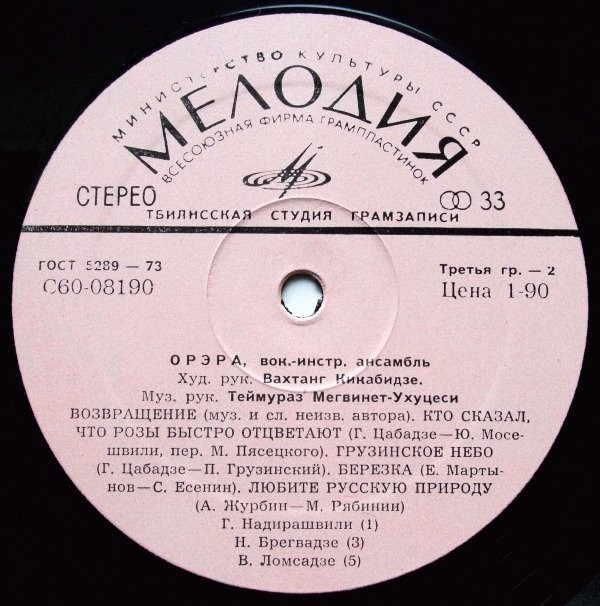 МИНИСТЕРСТВО КУЛЬТУРЫ СССР
МЕЛОДИЯ
ВСЕСОЮЗНАЯ ФИРМА ГРАМПЛАСТИНОК
СТЕРЕО
33
ТБИЛИССКАЯ СТУДИЯ ГРАМЗАПИСИ
ГОСТ 5289 — 73
Третья гр. — 2
С60-08190
Цена 1-90
ОРЭРА, вок.-инстр. ансамбль
Худ. рук. Вахтанг Кикабидзе.
Муз. рук. Теймураз Мегвинет-Ухуцеси
ВОЗВРАЩЕНИЕ (муз. и сл. неизв. автора). КТО СКАЗАЛ,
ЧТО РОЗЫ БЫСТРО ОТЦВЕТАЮТ (Г. Цабадзе—Ю. Мосе-
швили, пер. М. Пясецкого). ГРУЗИНСКОЕ НЕБО
(Г. Цабадзе—П. Грузинский). БЕРЕЗКА (Е. Марты-
нов—С. Есенин). ЛЮБИТЕ РУССКУЮ ПРИРОДУ
(А. Журбин—М. Рябинин)
Г. Надирашвили (1)
Н. Брегвадзе (3)
В. Ломсадзе (5)